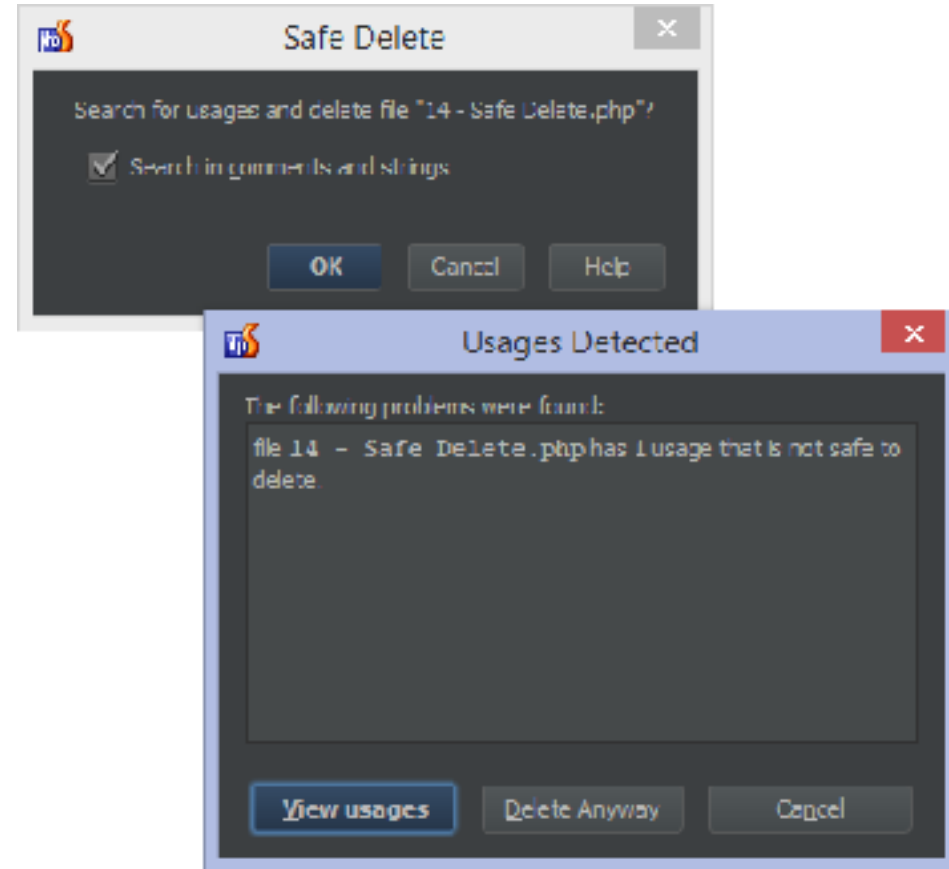 Safe Delete
Search for usages and delete file "14 - Safe Delete.php"?
Search in comments and strings
OK Cancel Help
Usages Detected
The following problems were found:
file 14 - Safe Delete.php has 1 usage that is not safe to
delete.
View usages Delete Anyway Cancel